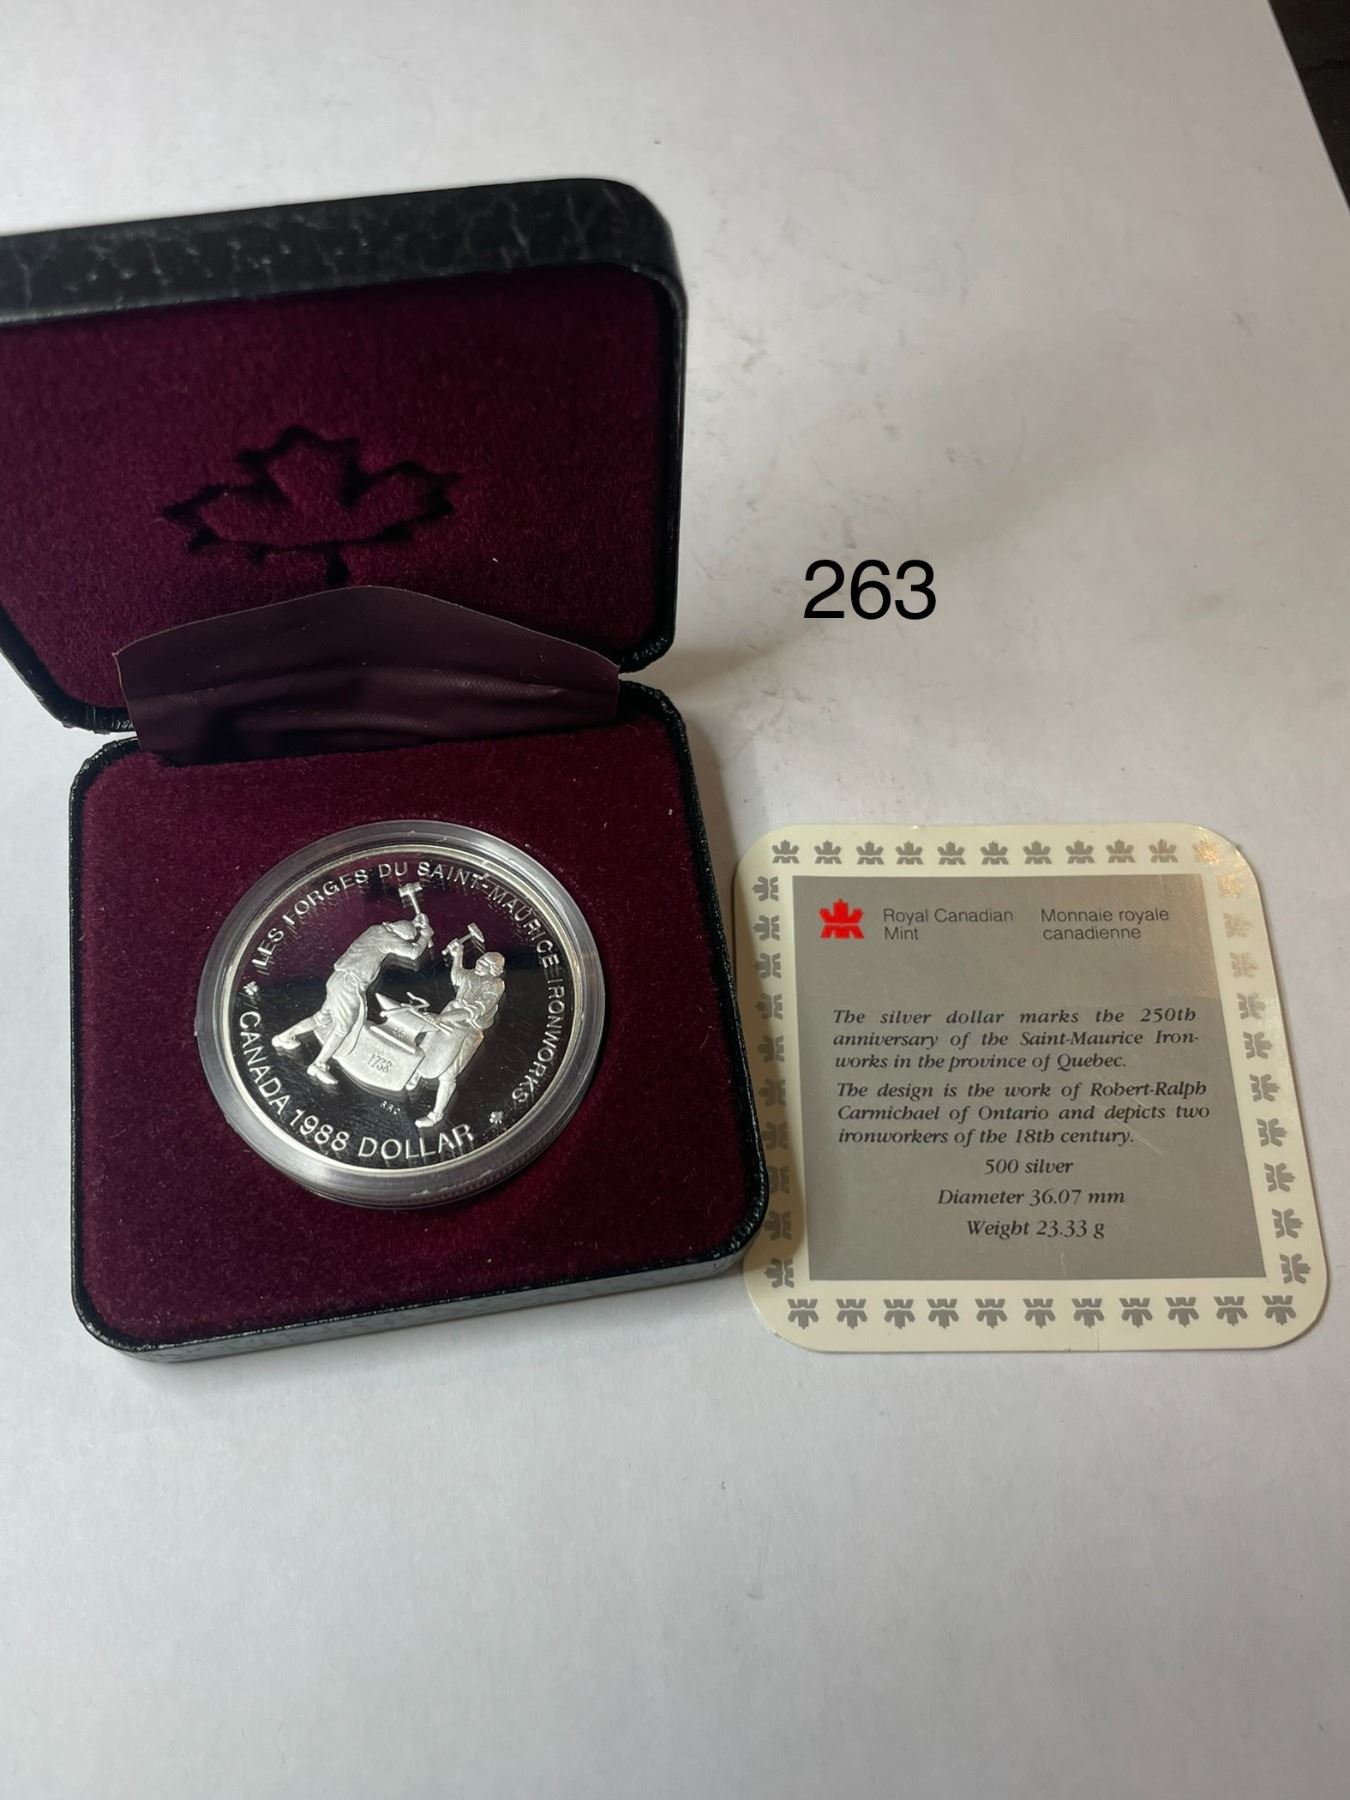 263
LES FORGES DU SAINT-MAURICE IRONWORKS
1738
RRC
CANADA 1988 DOLLAR
Royal Canadian
Mint
Monnaie royale
canadienne
The silver dollar marks the 250th
anniversary of the Saint-Maurice Iron-
works in the province of Quebec.
The design is the work of Robert-Ralph
Carmichael of Ontario and depicts two
ironworkers of the 18th century.
500 silver
Diameter 36.07 mm
Weight 23.33 g